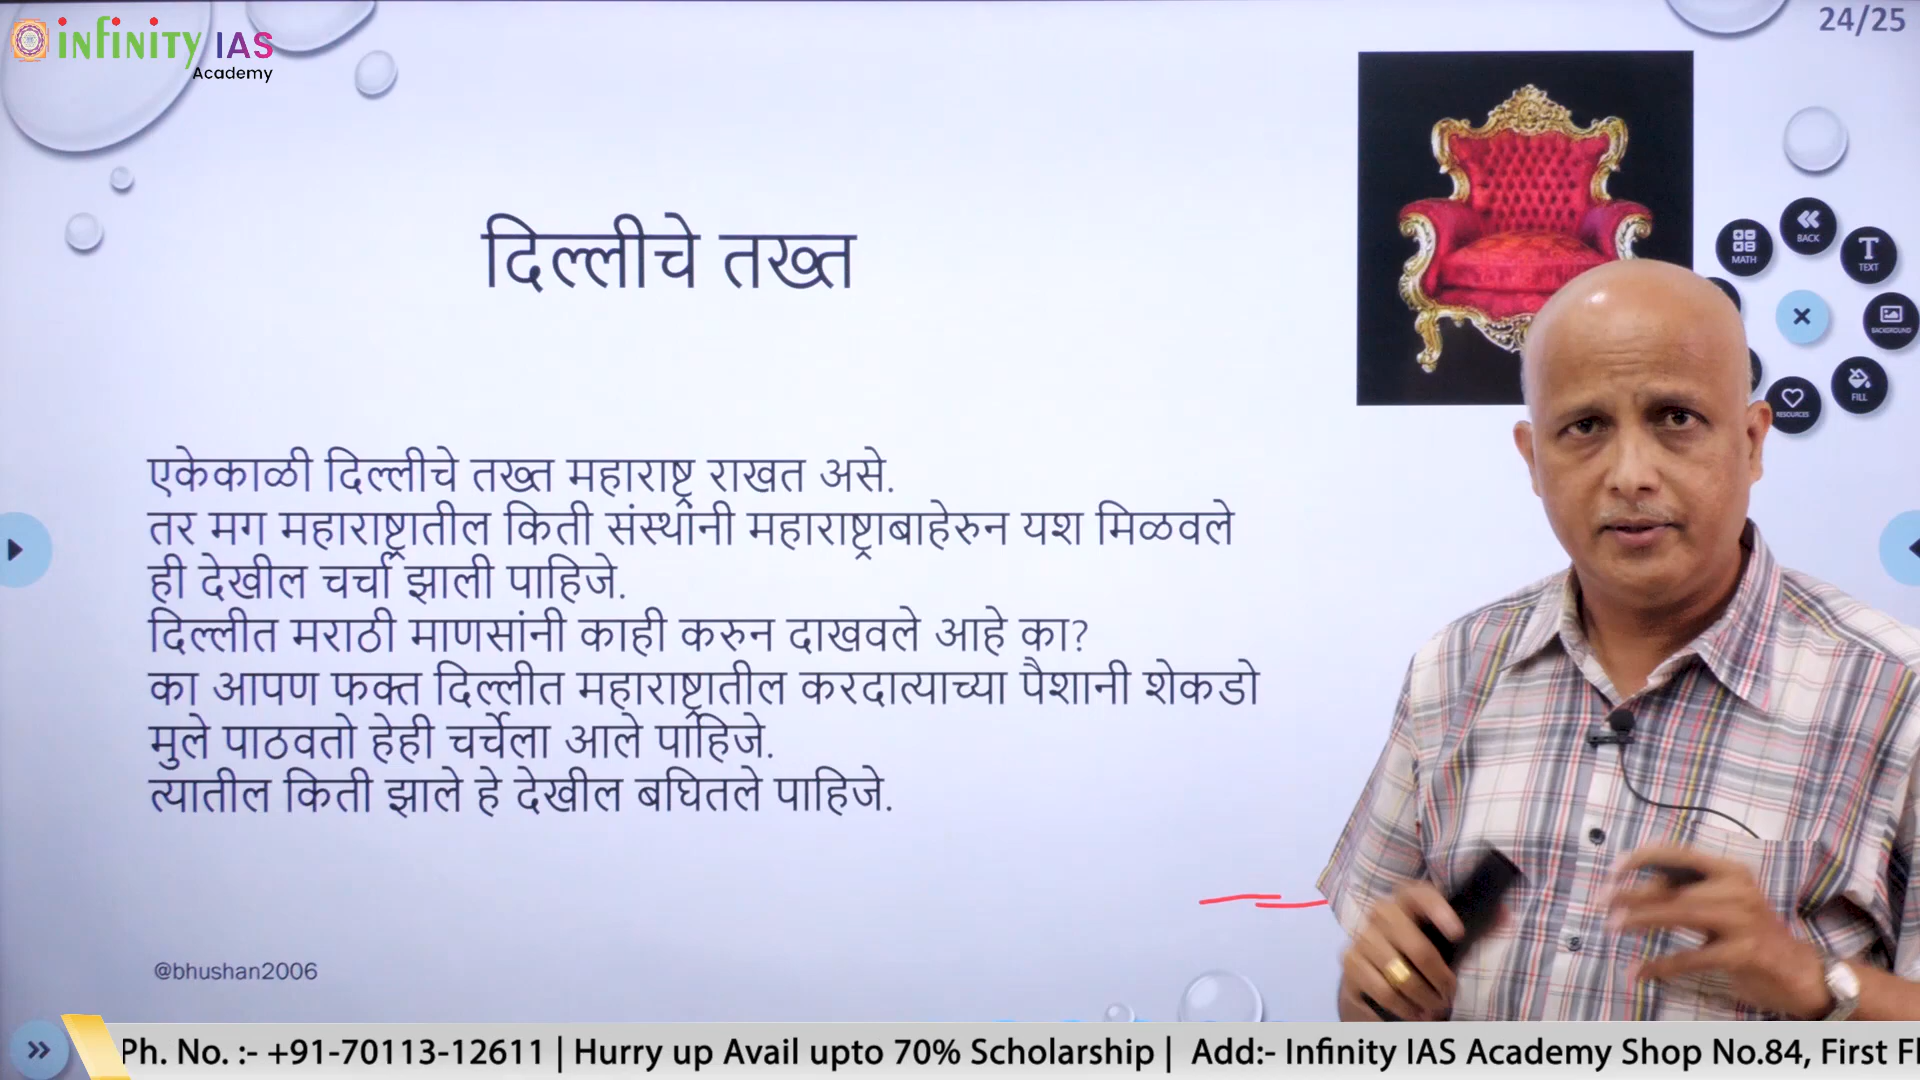 infinity IAS
Academy
24/25
दिल्लीचे तख्त
MATH
BACK
TEXT
BACKGROUND
FILL
RESOURCES
एकेकाळी दिल्लीचे तख्त महाराष्ट्र राखत असे.
तर मग महाराष्ट्रातील किती संस्थांनी महाराष्ट्राबाहेरुन यश मिळवले
ही देखील चर्चा झाली पाहिजे.
दिल्लीत मराठी माणसांनी काही करुन दाखवले आहे का?
का आपण फक्त दिल्लीत महाराष्ट्रातील करदात्याच्या पैशानी शेकडो
मुले पाठवतो हेही चर्चेला आले पाहिजे.
त्यातील किती झाले हे देखील बघितले पाहिजे.
@bhushan2006
Ph. No. :- +91-70113-12611 | Hurry up Avail upto 70% Scholarship | Add:- Infinity IAS Academy Shop No.84, First